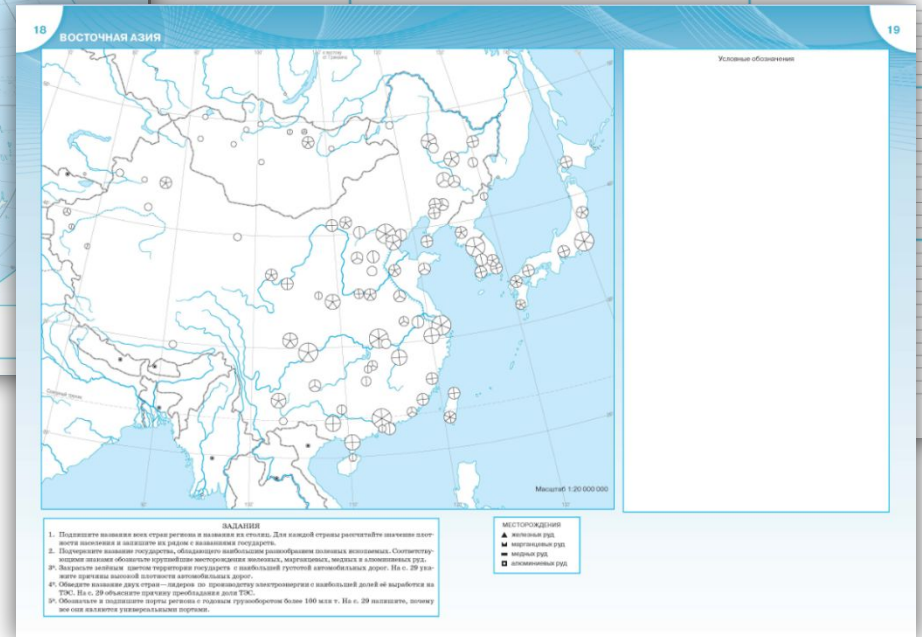 18
ВОСТОЧНАЯ АЗИЯ
19
Условные обозначения
Масштаб 1:20 000 000
ЗАДАНИЯ
1. Подпишите названия всех стран региона и названия их столиц. Для каждой страны рассчитайте значение плот-
ности населения и запишите их рядом с названиями государств.
2. Подчеркните название государства, обладающего наибольшим разнообразием полезных ископаемых. Соответству-
ющими знаками обозначьте крупнейшие месторождения железных, марганцевых, медных и алюминиевых руд.
3*. Закрасьте зелёным цветом территории государств с наибольшей густотой автомобильных дорог. На с. 29 ука-
жите причины высокой плотности автомобильных дорог.
4*. Обведите название двух стран—лидеров по производству электроэнергии с наибольшей долей её выработки на
ТЭС. На с. 29 объясните причину преобладания доли ТЭС.
5*. Обозначьте и подпишите порты региона с годовым грузооборотом более 100 млн т. На с. 29 напишите, почему
все они являются универсальными портами.
МЕСТОРОЖДЕНИЯ
железных руд
марганцевых руд
медных руд
алюминиевых руд